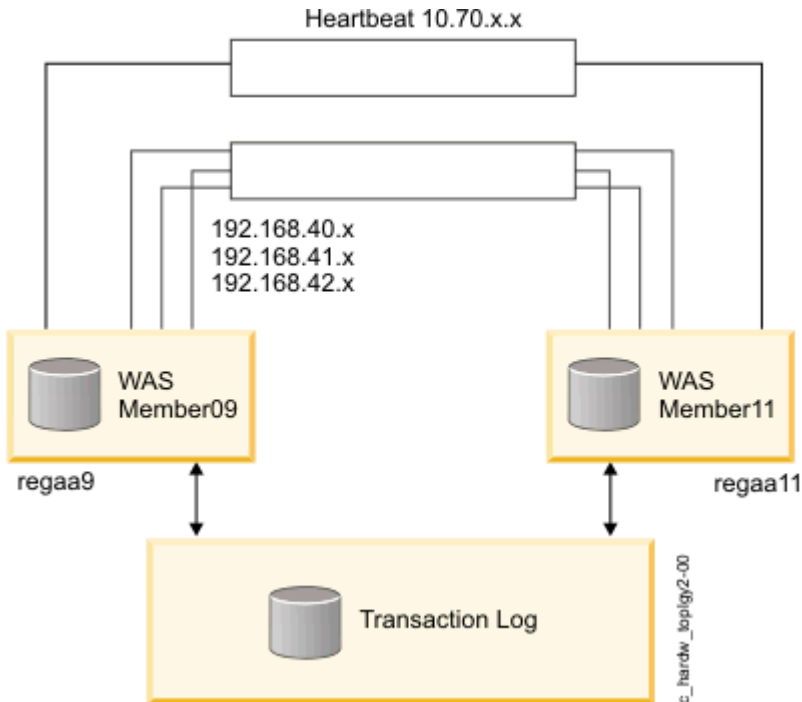 Heartbeat 10.70.x.x
192.168.40.x
192.168.41.x
192.168.42.x
WAS
Member09
WAS
Member11
regaa9
regaa11
Transaction Log
c_hardw_toplgy2-00